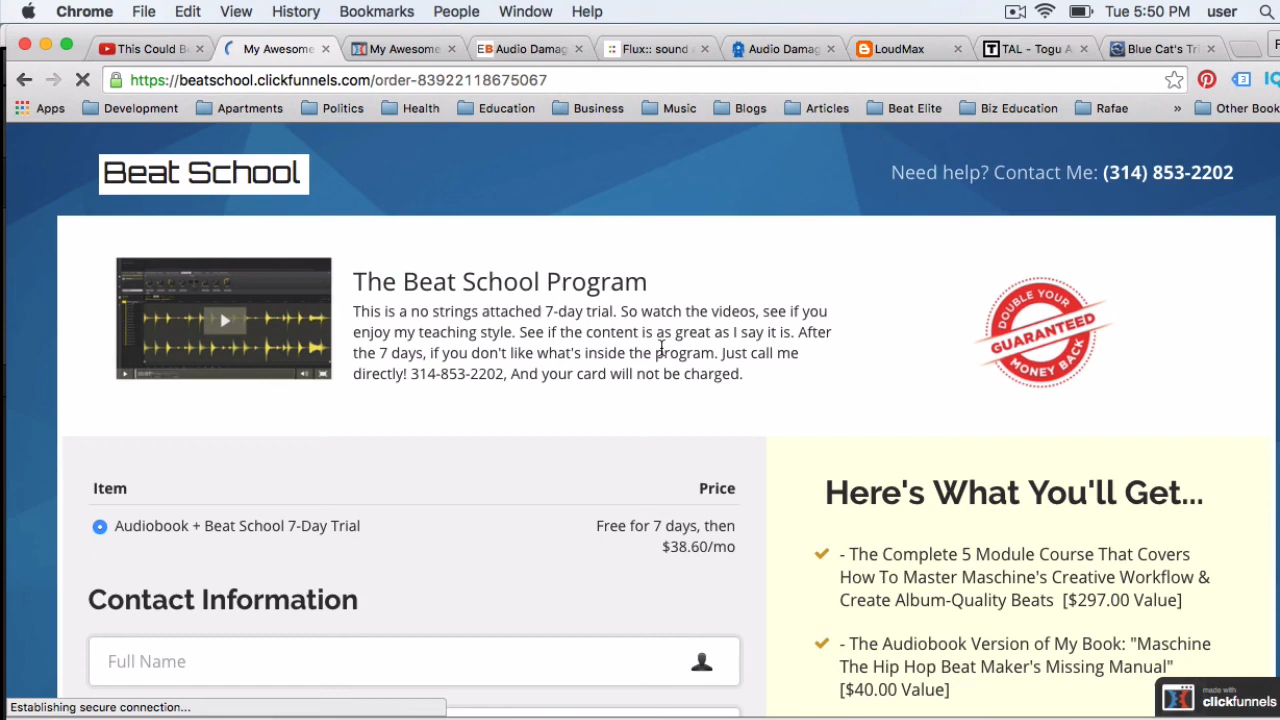 Chrome File Edit View History Bookmarks People Window Help Tue 5:50 PM user
This Could B My Awesome My Awesome EB Audio Damag Flux:: sound Audio Damag LoudMax T TAL - Togu A Blue Cat's Tr
https://beatschool.clickfunnels.com/order-83922118675067
Apps Development Apartments Politics Health Education Business Music Blogs Articles Beat Elite Biz Education Rafae » Other Book
Beat School
Need help? Contact Me: (314) 853-2202
The Beat School Program
This is a no strings attached 7-day trial. So watch the videos, see if you
enjoy my teaching style. See if the content is as great as I say it is. After
the 7 days, if you don't like what's inside the program. Just call me
directly! 314-853-2202, And your card will not be charged.
DOUBLE YOUR
GUARANTEED
MONEY BACK
Item Price
Audiobook + Beat School 7-Day Trial Free for 7 days, then
$38.60/mo
Contact Information
Full Name
Here's What You'll Get...
- The Complete 5 Module Course That Covers
How To Master Maschine's Creative Workflow &
Create Album-Quality Beats [$297.00 Value]
- The Audiobook Version of My Book: "Maschine
The Hip Hop Beat Maker's Missing Manual"
[$40.00 Value]
made with
clickfunnels
Establishing secure connection...